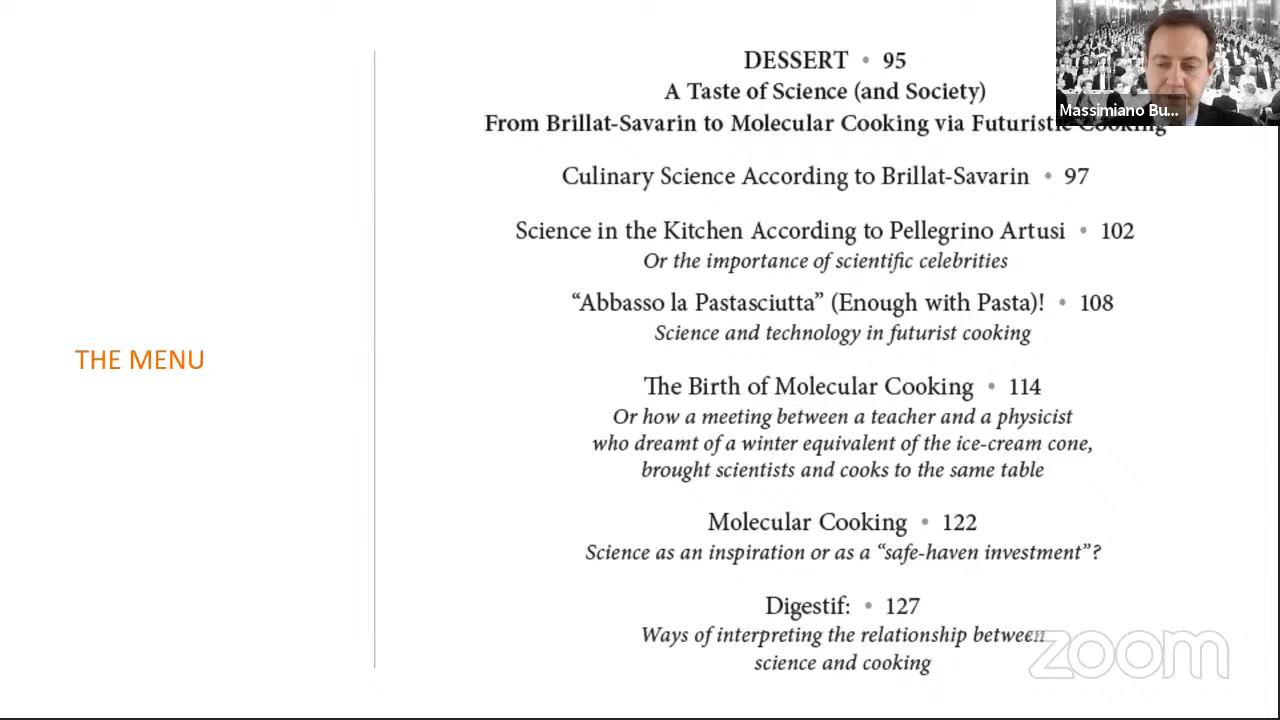 DESSERT • 95
A Taste of Science (and Society)
From Brillat-Savarin to Molecular Cooking via Futuristic Cooking
Culinary Science According to Brillat-Savarin • 97
Science in the Kitchen According to Pellegrino Artusi • 102
Or the importance of scientific celebrities
“Abbasso la Pastasciutta” (Enough with Pasta)! • 108
Science and technology in futurist cooking
THE MENU
The Birth of Molecular Cooking • 114
Or how a meeting between a teacher and a physicist
who dreamt of a winter equivalent of the ice-cream cone,
brought scientists and cooks to the same table
Molecular Cooking • 122
Science as an inspiration or as a “safe-haven investment”?
Digestif: • 127
Ways of interpreting the relationship between
science and cooking
Massimiano Bu...
zoom